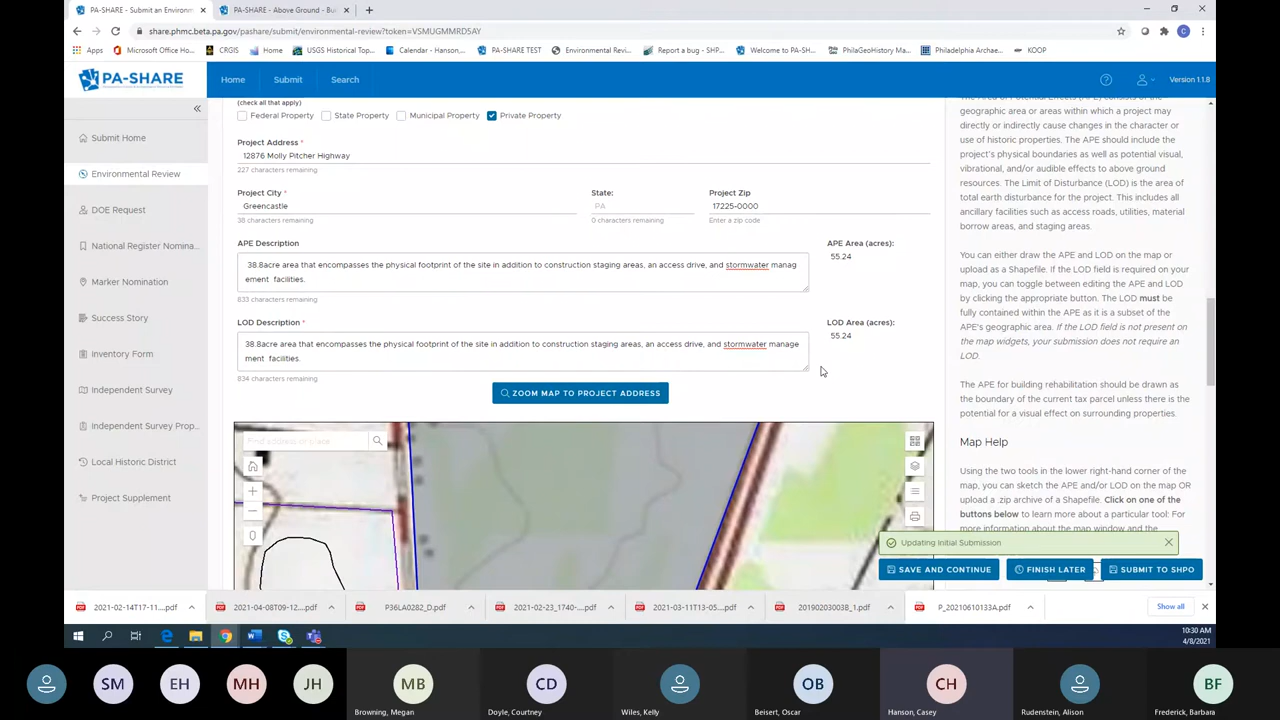 PA-SHARE - Submit an Environm
PA-SHARE - Above Ground - Bui
share.phmc.beta.pa.gov/pashare/submit/environmental-review?token=VSMUGMMRD5AY
Apps
Microsoft Office Ho...
CRGIS
Home
USGS Historical Top...
Calendar - Hanson,...
PA-SHARE TEST
Environmental Revi...
Report a bug - SHP...
Welcome to PA-SH...
PhilaGeoHistory Ma...
Philadelphia Archae...
KOOP
PA-SHARE
Home
Submit
Search
Version 1.1.8
Submit Home
Environmental Review
DOE Request
National Register Nomina...
Marker Nomination
Success Story
Inventory Form
Independent Survey
Independent Survey Prop...
Local Historic District
Project Supplement
(check all that apply)
Federal Property
State Property
Municipal Property
Private Property
Project Address *
12876 Molly Pitcher Highway
227 characters remaining
Project City *
State:
Project Zip
Greencastle
PA
17225-0000
38 characters remaining
0 characters remaining
Enter a zip code
APE Description
APE Area (acres):
55.24
38.8acre area that encompasses the physical footprint of the site in addition to construction staging areas, an access drive, and stormwater manag
ement facilities.
833 characters remaining
LOD Description *
LOD Area (acres):
55.24
38.8acre area that encompasses the physical footprint of the site in addition to construction staging areas, an access drive, and stormwater manage
ment facilities.
834 characters remaining
ZOOM MAP TO PROJECT ADDRESS
Find address or place
The Area of Potential Effects (APE) consists of the
geographic area or areas within which a project may
directly or indirectly cause changes in the character or
use of historic properties. The APE should include the
project's physical boundaries as well as potential visual,
vibrational, and/or audible effects to above ground
resources. The Limit of Disturbance (LOD) is the area of
total earth disturbance for the project. This includes all
ancillary facilities such as access roads, utilities, material
borrow areas, and staging areas.
You can either draw the APE and LOD on the map or
upload as a Shapefile. If the LOD field is required on your
map, you can toggle between editing the APE and LOD
by clicking the appropriate button. The LOD must be
fully contained within the APE as it is a subset of the
APE's geographic area. If the LOD field is not present on
the map widgets, your submission does not require an
LOD.
The APE for building rehabilitation should be drawn as
the boundary of the current tax parcel unless there is the
potential for a visual effect on surrounding properties.
Map Help
Using the two tools in the lower right-hand corner of the
map, you can sketch the APE and/or LOD on the map OR
upload a .zip archive of a Shapefile. Click on one of the
buttons below to learn more about a particular tool: For
more information about the map window and the
Updating Initial Submission
SAVE AND CONTINUE
FINISH LATER
SUBMIT TO SHPO
2021-02-14T17-11....pdf
2021-04-08T09-12....pdf
P36LA0282_D.pdf
2021-02-23_1740-....pdf
2021-03-11T13-05....pdf
20190203003B_1.pdf
P_20210610133A.pdf
Show all
10:30 AM
4/8/2021
SM
EH
MH
JH
MB
CD
OB
CH
BF
Browning, Megan
Doyle, Courtney
Wiles, Kelly
Beisert, Oscar
Hanson, Casey
Rudenstein, Alison
Frederick, Barbara